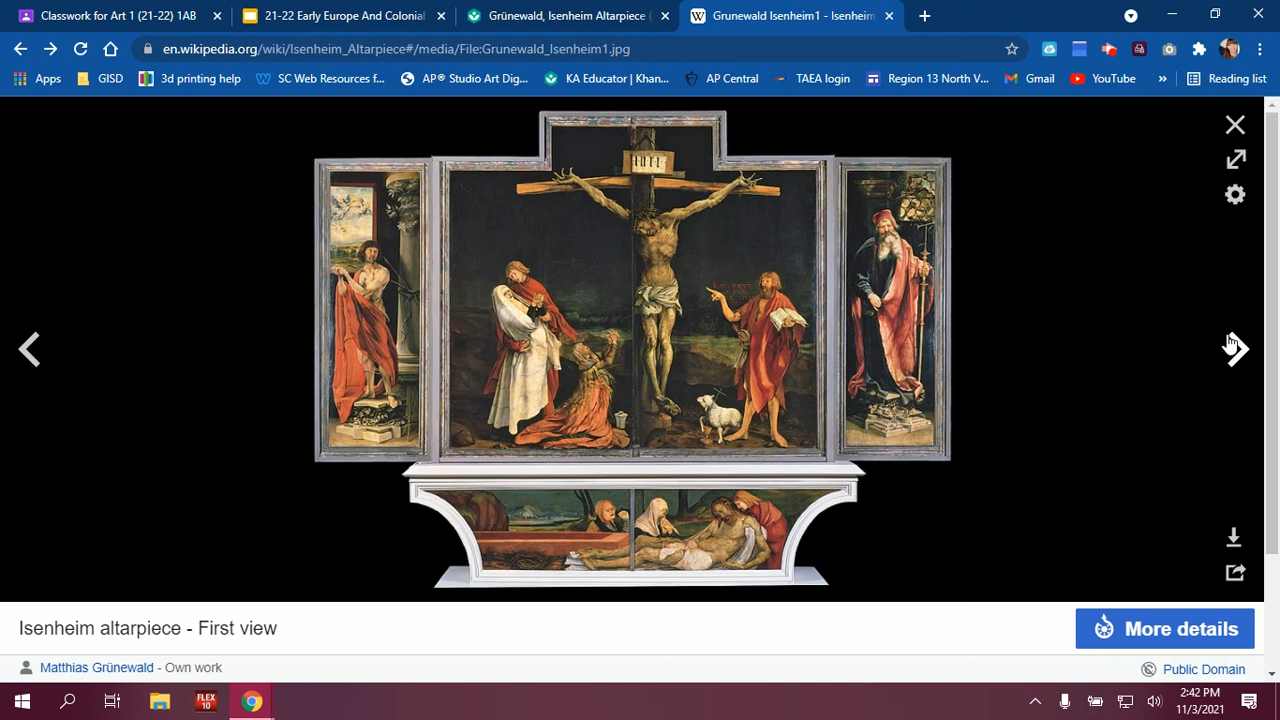 Classwork for Art 1 (21-22) 1AB
21-22 Early Europe And Colonial
Grünewald, Isenheim Altarpiece (
Grunewald Isenheim1 - Isenheim
en.wikipedia.org/wiki/Isenheim_Altarpiece#/media/File:Grunewald_Isenheim1.jpg
Apps
GISD
3d printing help
SC Web Resources f...
AP® Studio Art Dig...
KA Educator | Khan...
AP Central
TAEA login
Region 13 North V...
Gmail
YouTube
»
Reading list
Isenheim altarpiece - First view
More details
Matthias Grünewald - Own work
Public Domain
FLEX
10
2:42 PM
11/3/2021